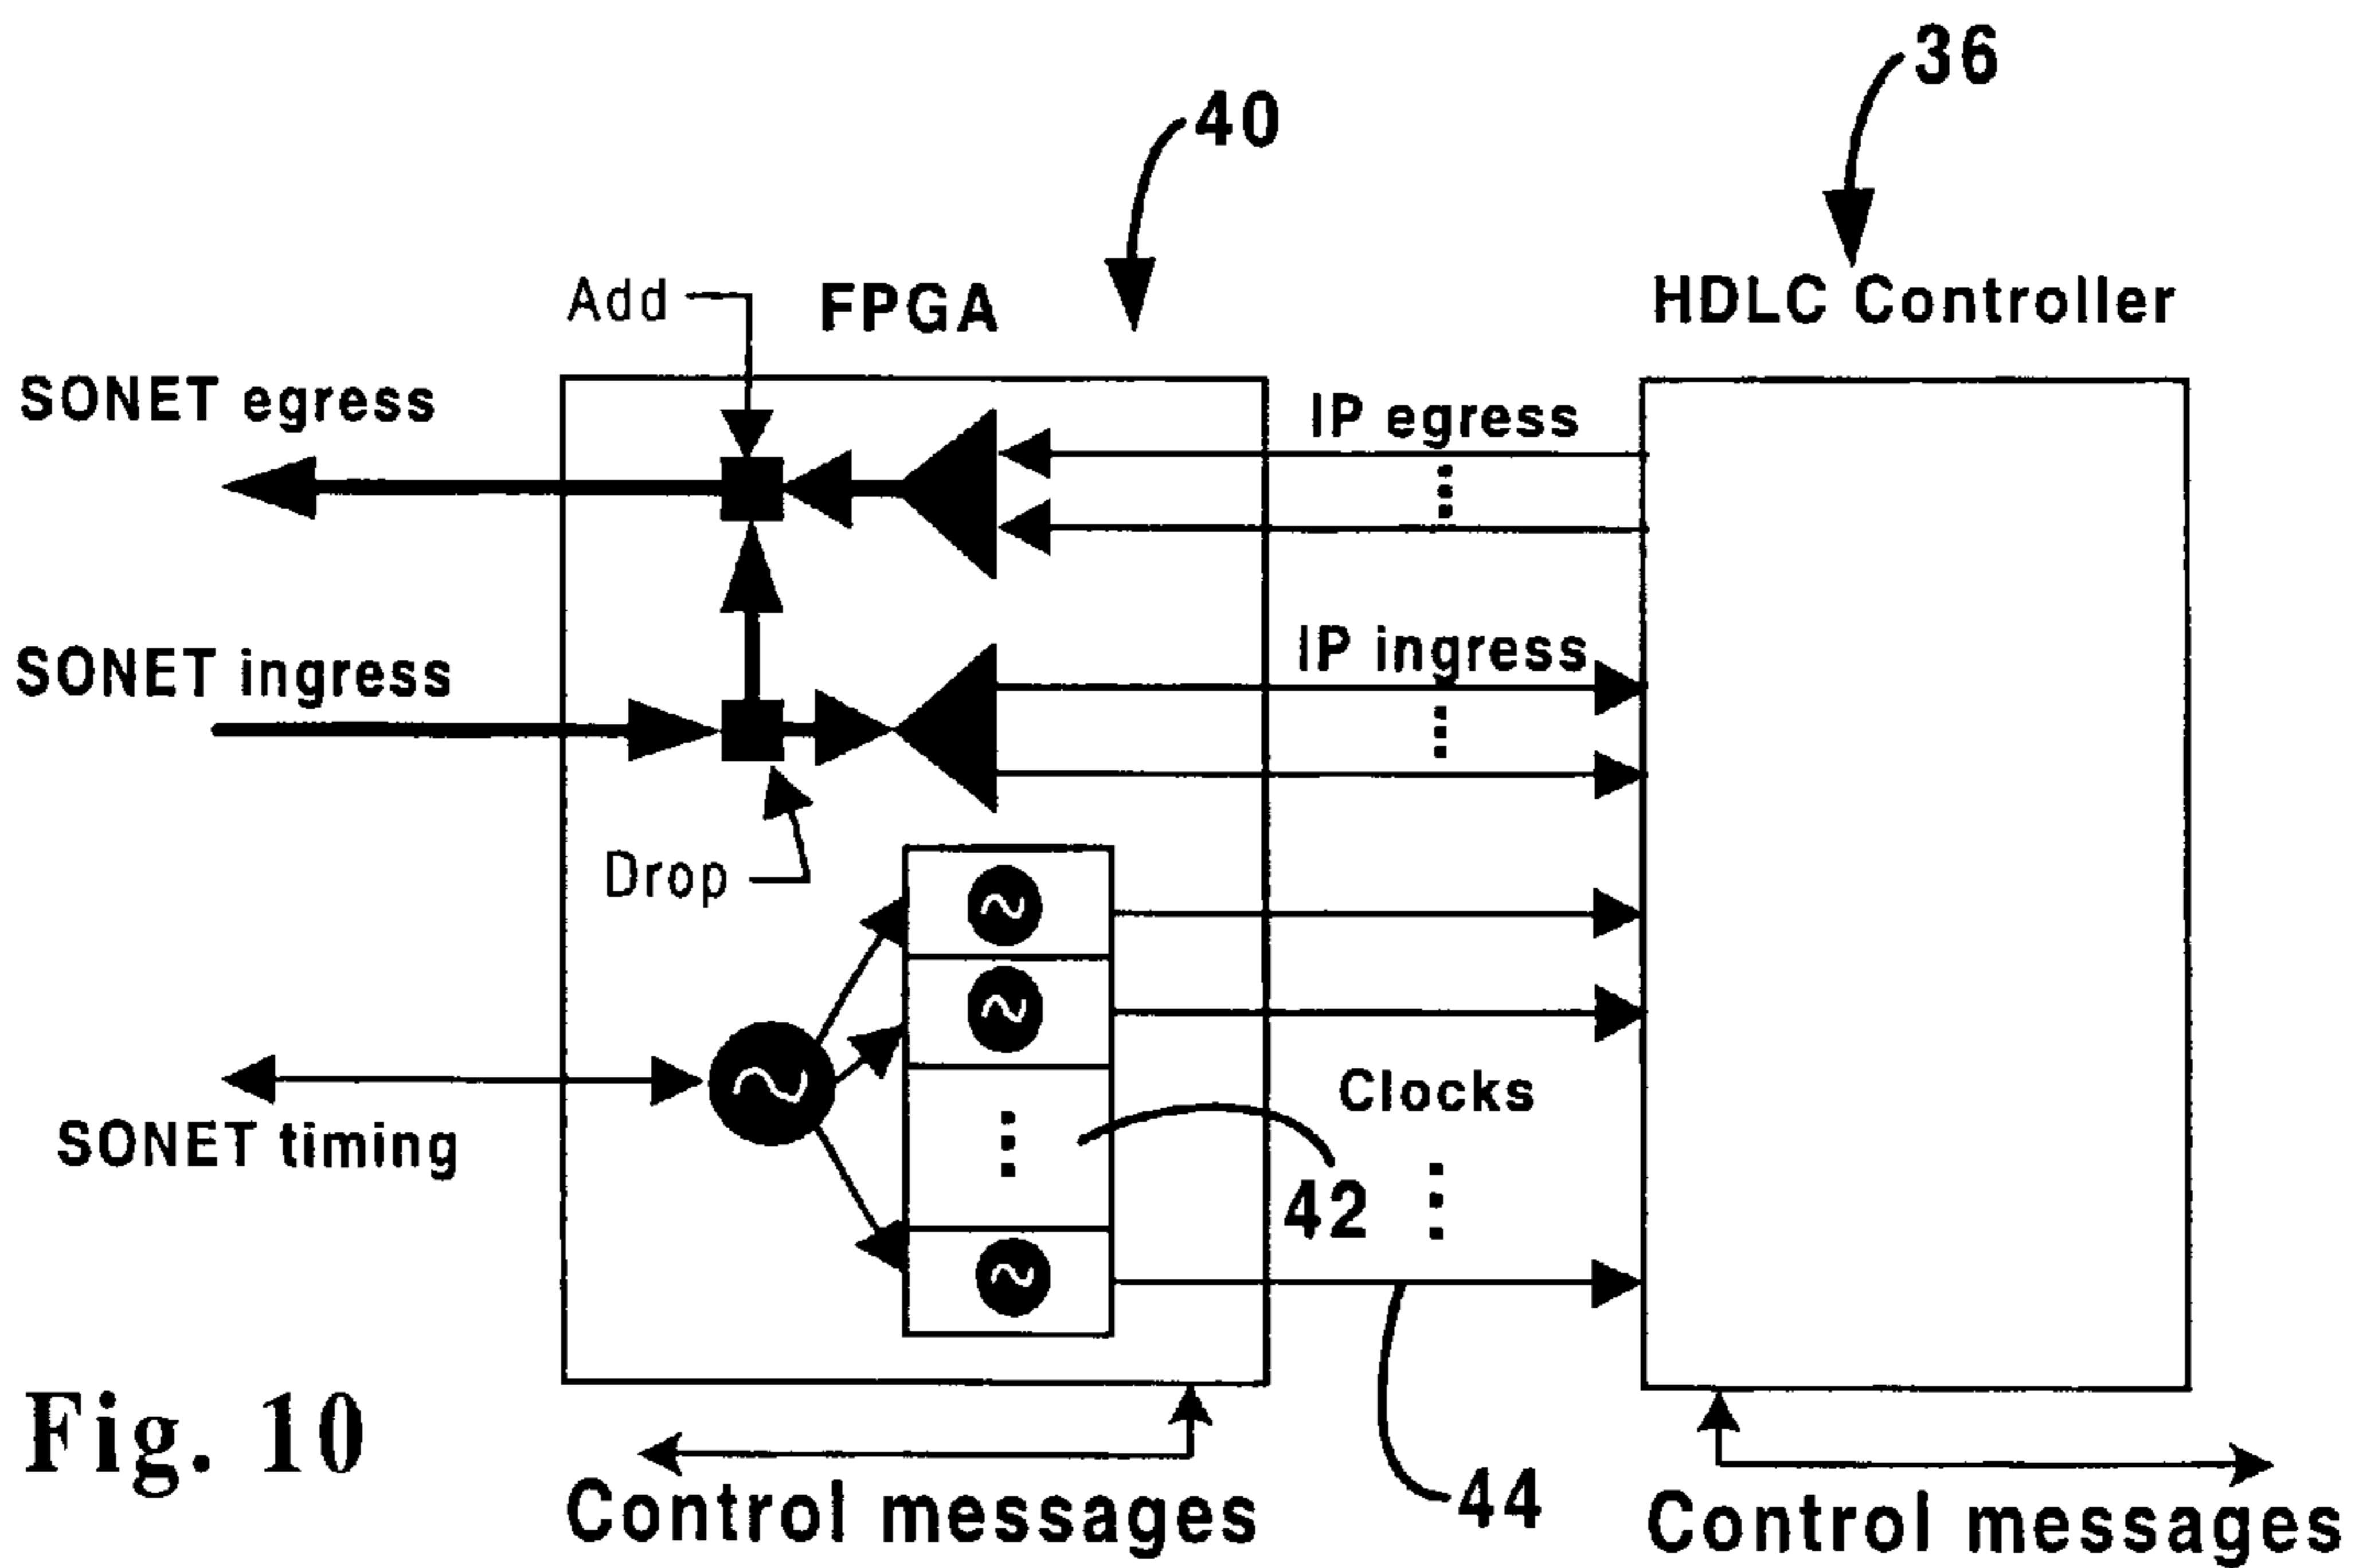 36
40
Add
FPGA
HDLC Controller
SONET egress
IP egress
SONET ingress
IP ingress
Drop
Clocks
SONET timing
42
Fig. 10
Control messages
44
Control messages